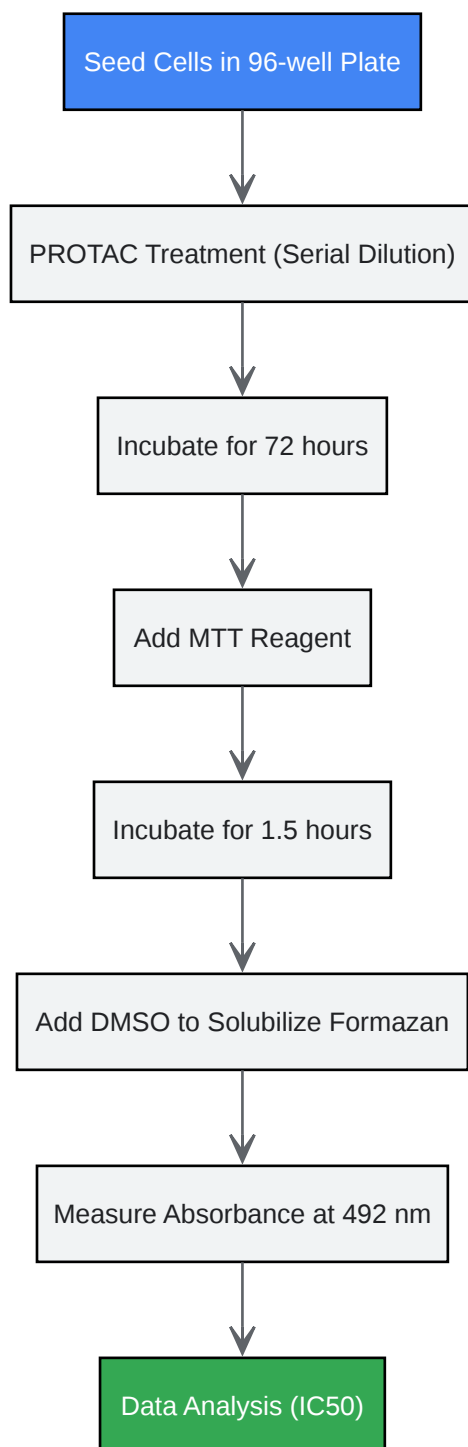 Seed Cells in 96-well Plate
PROTAC Treatment (Serial Dilution)
Incubate for 72 hours
Add MTT Reagent
Incubate for 1.5 hours
Add DMSO to Solubilize Formazan
Measure Absorbance at 492 nm
Data Analysis (IC50)